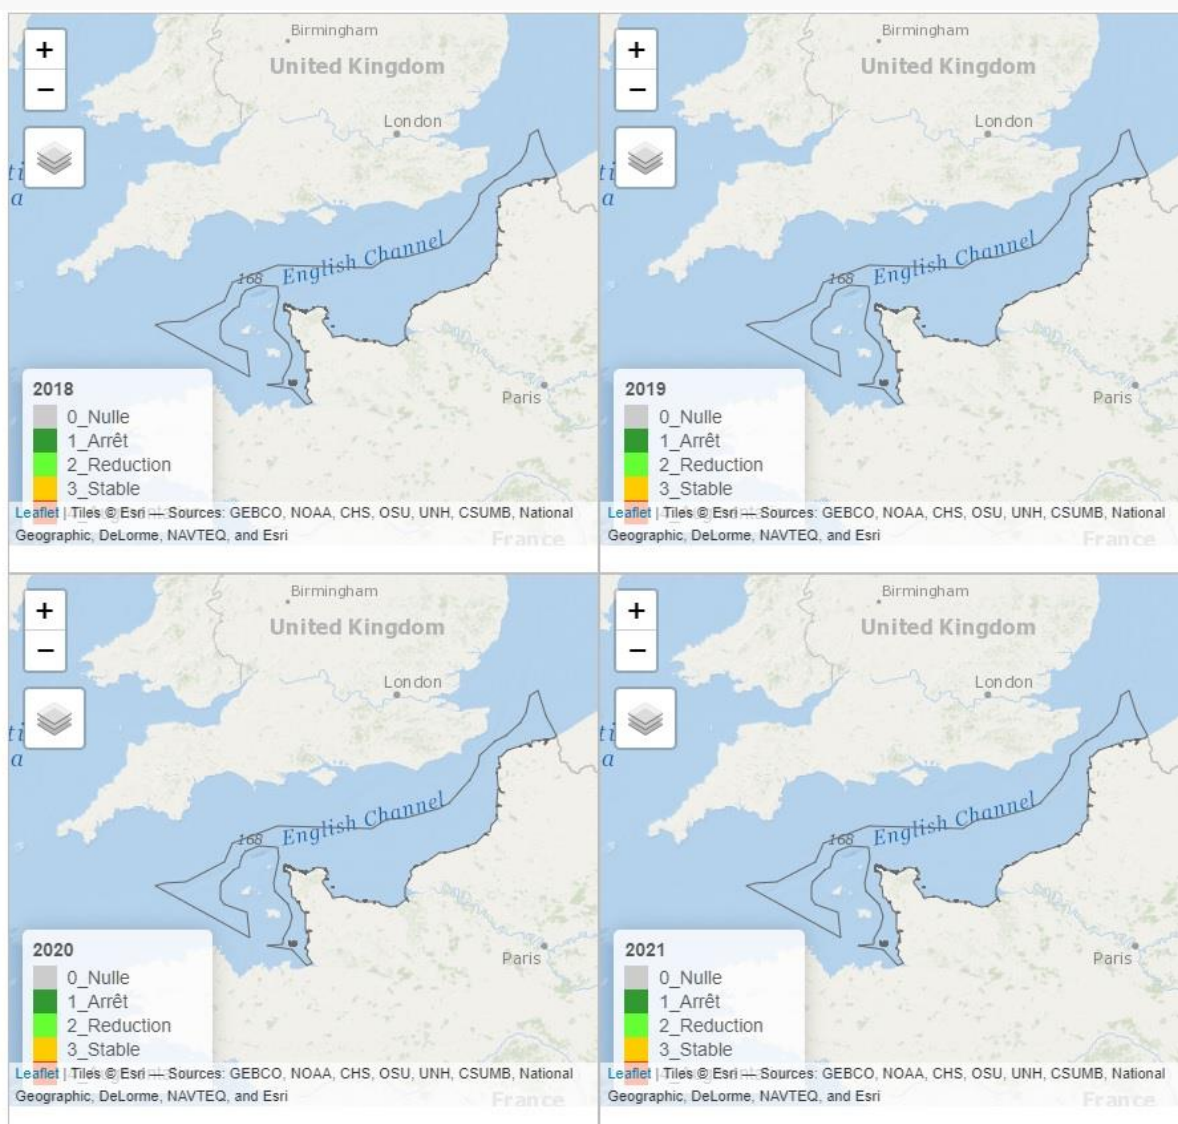 +
Birmingham
United Kingdom
−
London
ti
a
English Channel
168
2018
0_Nulle
Paris
1_Arrêt
2_Reduction
3_Stable
Leaflet | Tiles © Esri — Sources: GEBCO, NOAA, CHS, OSU, UNH, CSUMB, National
Geographic, DeLorme, NAVTEQ, and Esri
France
+
Birmingham
United Kingdom
−
London
ti
a
English Channel
168
2019
0_Nulle
Paris
1_Arrêt
2_Reduction
3_Stable
Leaflet | Tiles © Esri — Sources: GEBCO, NOAA, CHS, OSU, UNH, CSUMB, National
Geographic, DeLorme, NAVTEQ, and Esri
France
+
Birmingham
United Kingdom
−
London
ti
a
English Channel
168
2020
0_Nulle
Paris
1_Arrêt
2_Reduction
3_Stable
Leaflet | Tiles © Esri — Sources: GEBCO, NOAA, CHS, OSU, UNH, CSUMB, National
Geographic, DeLorme, NAVTEQ, and Esri
France
+
Birmingham
United Kingdom
−
London
ti
a
English Channel
168
2021
0_Nulle
Paris
1_Arrêt
2_Reduction
3_Stable
Leaflet | Tiles © Esri — Sources: GEBCO, NOAA, CHS, OSU, UNH, CSUMB, National
Geographic, DeLorme, NAVTEQ, and Esri
France